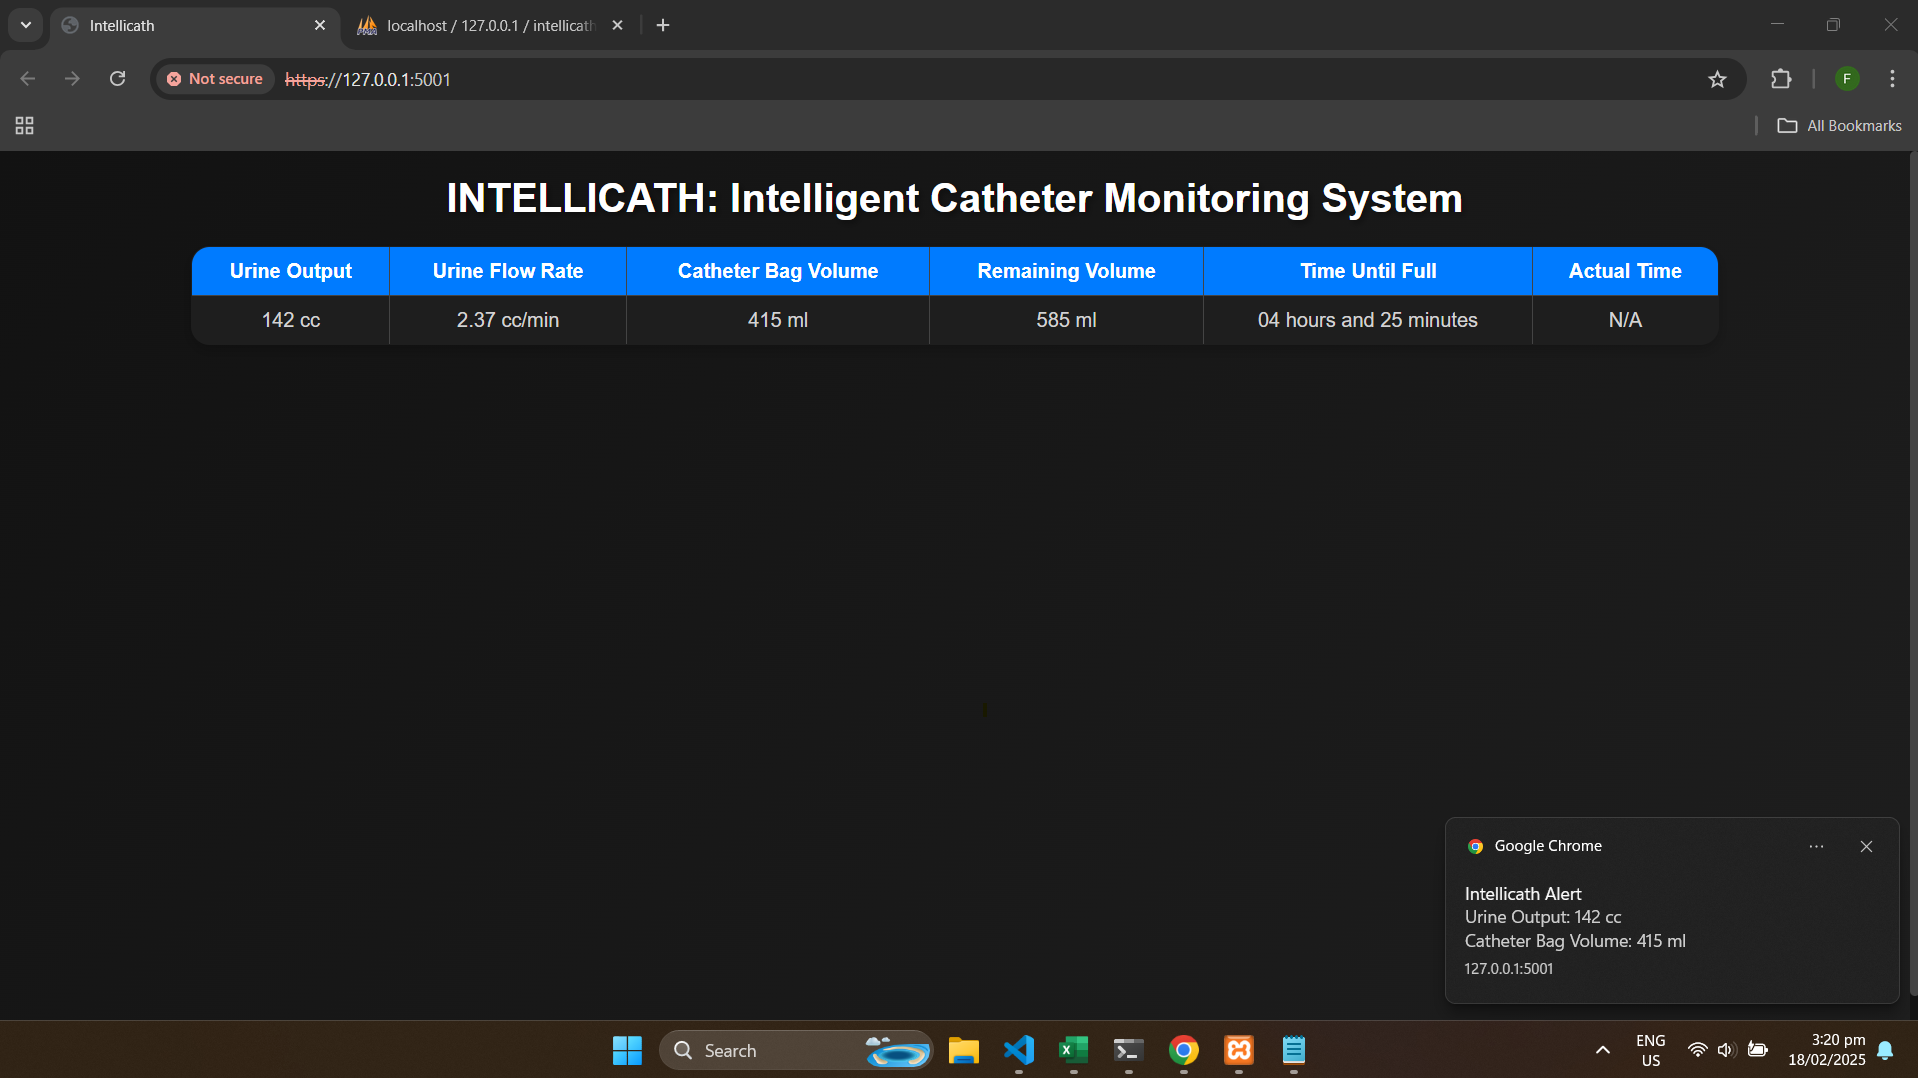 Intellicath
localhost / 127.0.0.1 / intellicath
Not secure https://127.0.0.1:5001
F
All Bookmarks
INTELLICATH: Intelligent Catheter Monitoring System
Urine Output Urine Flow Rate Catheter Bag Volume Remaining Volume Time Until Full Actual Time
142 cc 2.37 cc/min 415 ml 585 ml 04 hours and 25 minutes N/A
Google Chrome
Intellicath Alert
Urine Output: 142 cc
Catheter Bag Volume: 415 ml
127.0.0.1:5001
Search
ENG
US
3:20 pm
18/02/2025